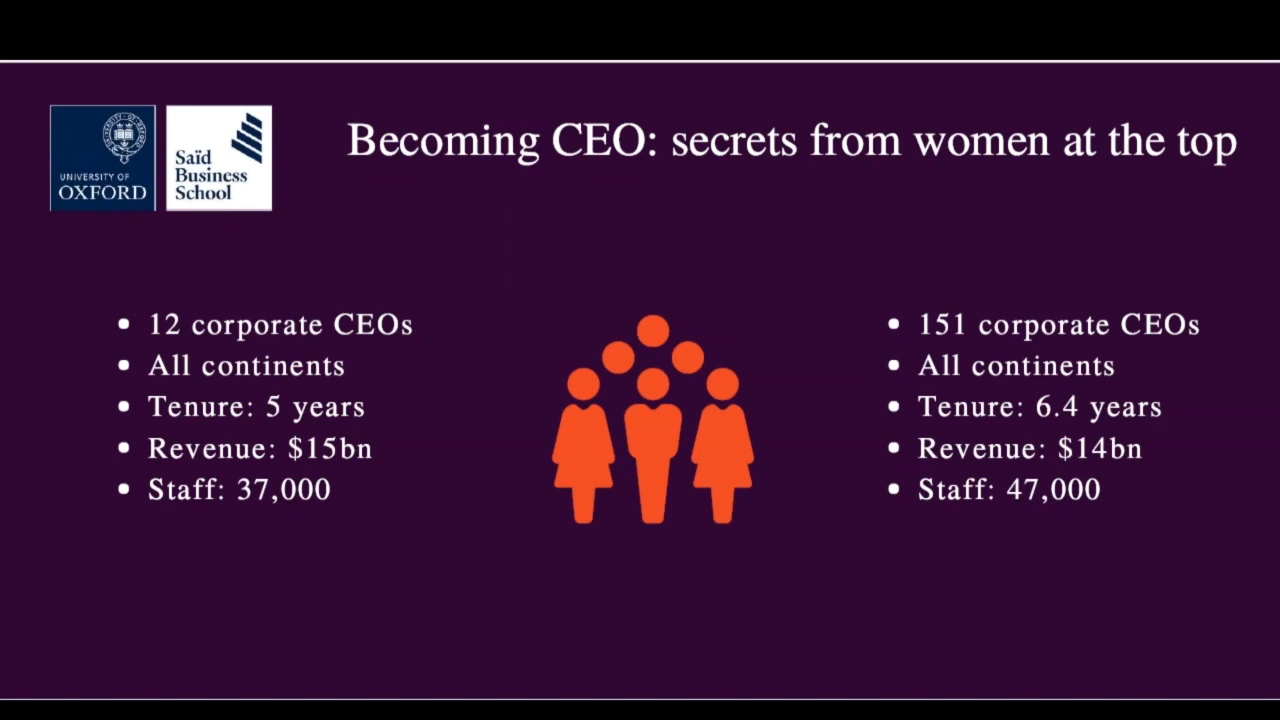 UNIVERSITY OF
OXFORD
Saïd
Business
School
Becoming CEO: secrets from women at the top
• 12 corporate CEOs
• All continents
• Tenure: 5 years
• Revenue: $15bn
• Staff: 37,000
• 151 corporate CEOs
• All continents
• Tenure: 6.4 years
• Revenue: $14bn
• Staff: 47,000